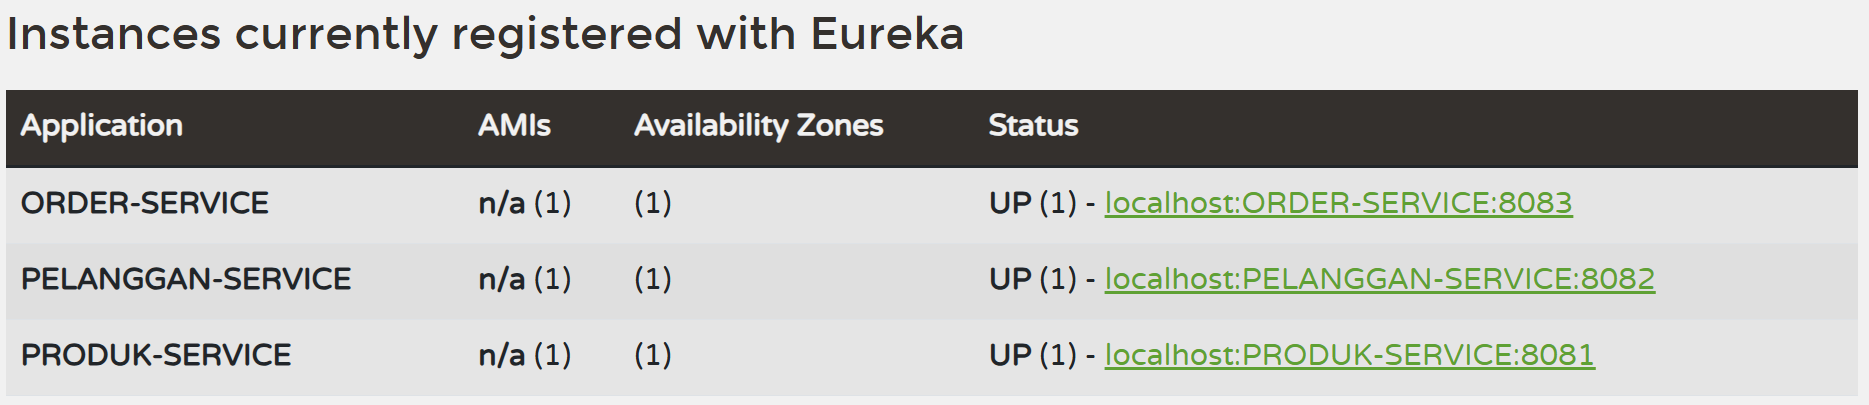 Instances currently registered with Eureka
Application AMIs Availability Zones Status
ORDER-SERVICE n/a (1) (1) UP (1) - localhost:ORDER-SERVICE:8083
PELANGGAN-SERVICE n/a (1) (1) UP (1) - localhost:PELANGGAN-SERVICE:8082
PRODUK-SERVICE n/a (1) (1) UP (1) - localhost:PRODUK-SERVICE:8081